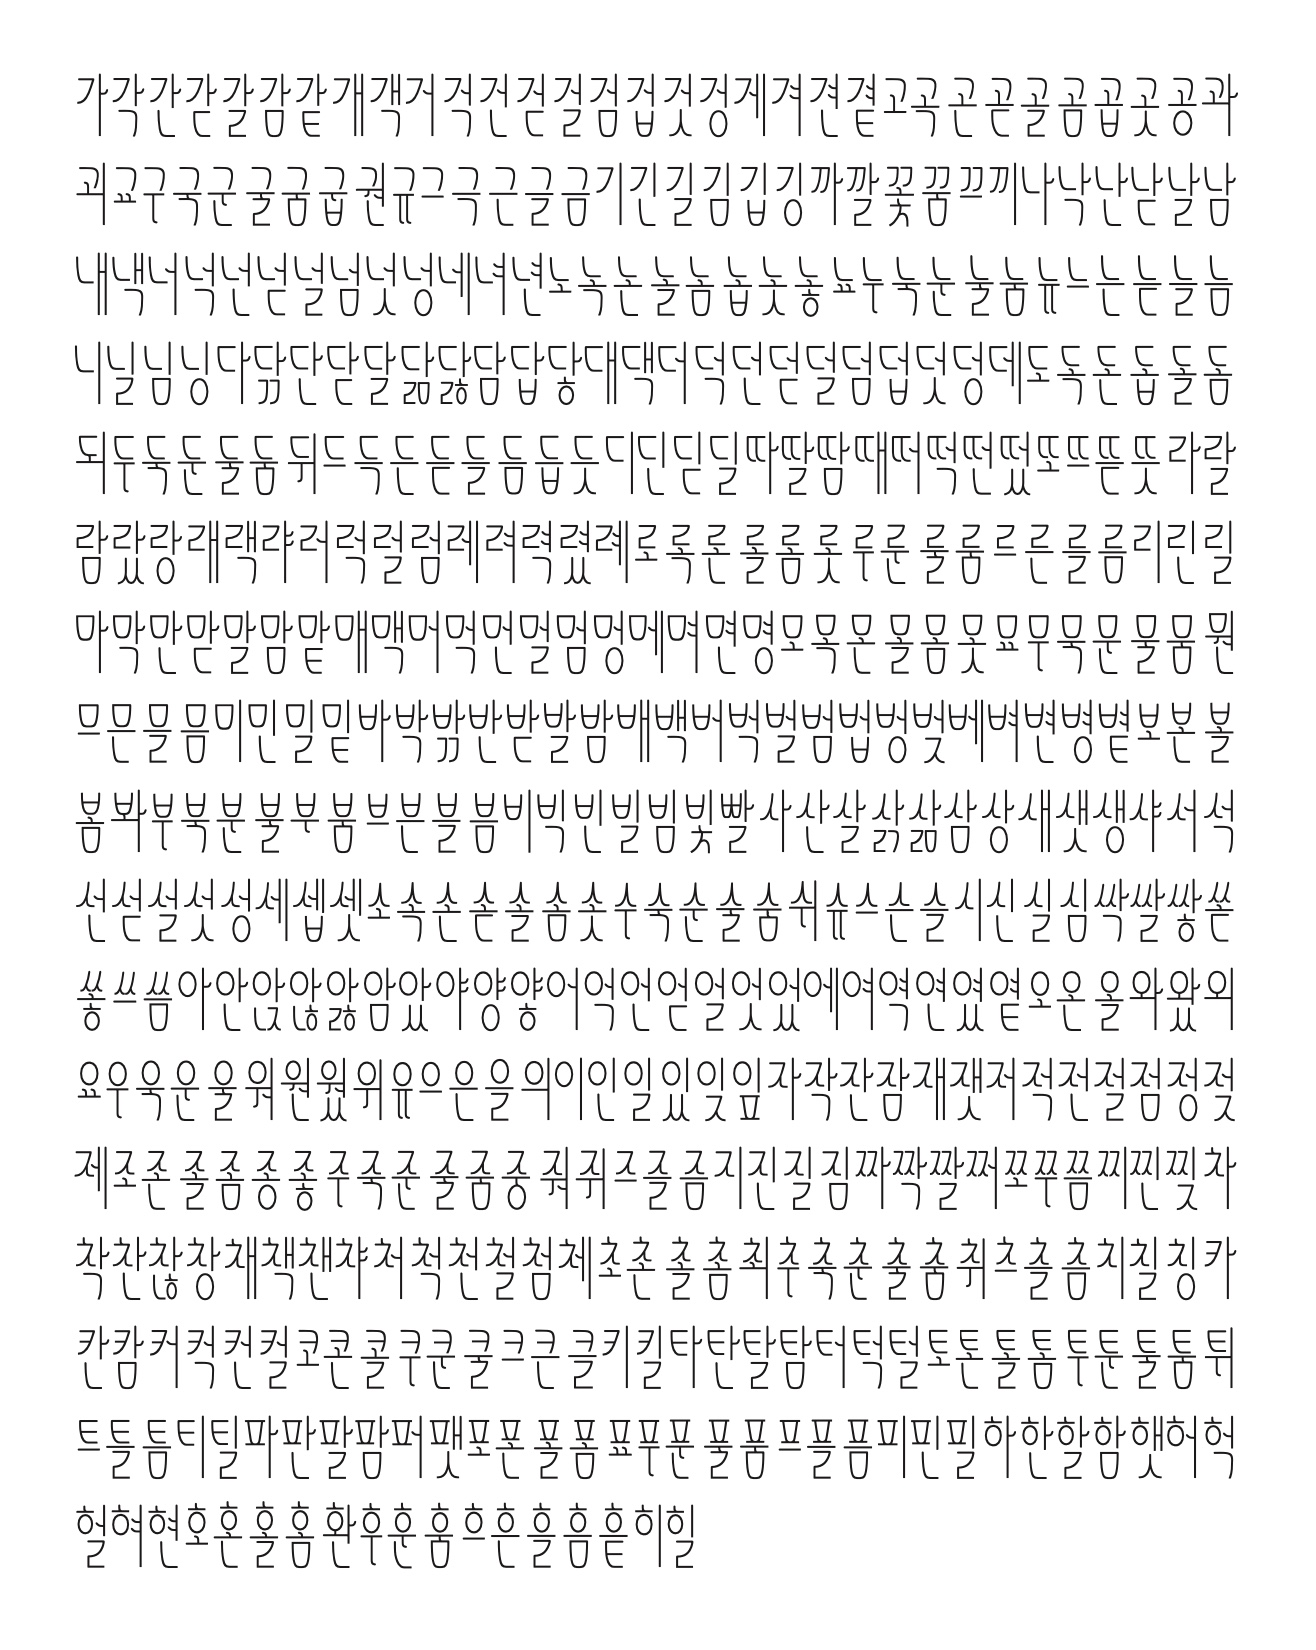 가각간갇갈감갑같개객거걱건걷걸검겁것겅게겨견곁고곡곤곧골곰곱곳공과
괴교구국군굴굼굽권규그극근글금기긴길김깁깅까깔꽃꿈끄끼나낙난낟날남
내낵너넉넌넏널넘넛넝네녀년노녹논놀놈놉놋놓뇨누눅눈눌눔뉴느는늗늘늠
니닐님닝다닦단닫달닮닳담답닿대댁더덕던덛덜덤덥덧덩데도독돈돕돌돔
되두둑둔둘둠뒤드득든듣들듬듭듯디딘딛딜따딸땀때떠떡떤떴또뜨뜯뜻라랄
람랐랑래랙랴러럭럴럼레려력렸례로록론롤롬롯루룬룰룸르른를름리린릴
마막만맏말맘맡매맥머먹먼멀멈멍메며면명모목몬몰몸못묘무묵문물뭄뭔
므믄믈믐미민밀밑바박밖반받발밤배백버벅벌범법벙벚베벼변병볕보본볼
봄봐부북분불붇붐브븐블븜비빅빈빌빔빛빨사산살삵삶삼상새샛생샤서석
선섣설섯성세셉셋소속손솓솔솜솟수숙순술숨쉬슈스슨슬시신실심싹쌀쌓쏟
쏭쓰씀아안앉않앓암았야양얗어억언얻얼엇었에여역연였옅오온올와왔외
요우욱운울워원웠위유으은을의이인일있잊잎자작잔잠재잿저적전절점정젖
제조존졸좀종좋주죽준줄줌중줘쥐즈즐즘지진질짐짜짝짤쩌쪼쭈쯤찌찐찢차
착찬찮창채책챈챠처척천철첨체초촌촐촘최추축춘출춤취츠츨츰치칠칭카
칸캄커컥컨컬코콘콜쿠쿤쿨크큰클키킬타탄탈탐터턱털토톤톨톰투툰툴툼튀
트틀틈티틸파판팔팜퍼팻포폰폴폼표푸푼풀품프플픔피핀필하한할함햇허헉
헐혀현호혼홀홈환후훈훔흐흔흘흠흩히힐